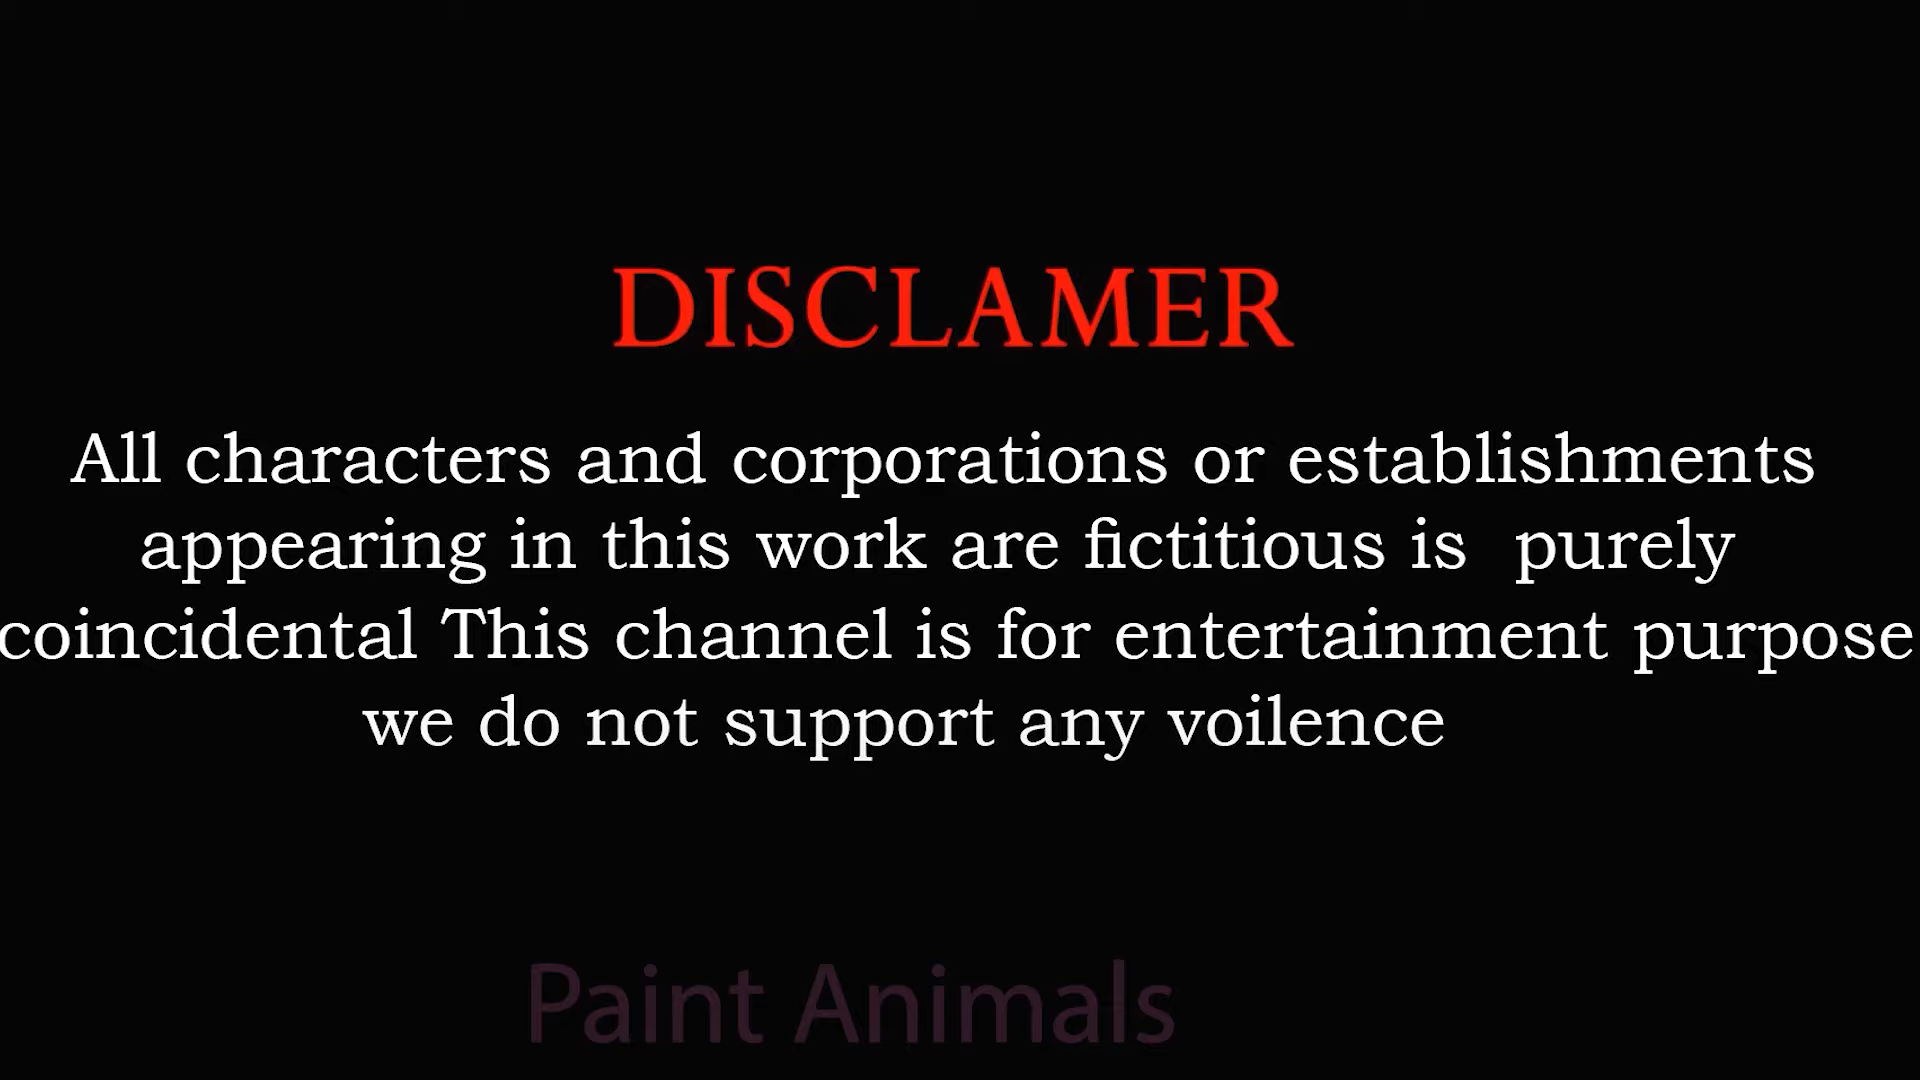 DISCLAMER
All characters and corporations or establishments
appearing in this work are fictitious is purely
coincidental This channel is for entertainment purpose
we do not support any voilence
Paint Animals